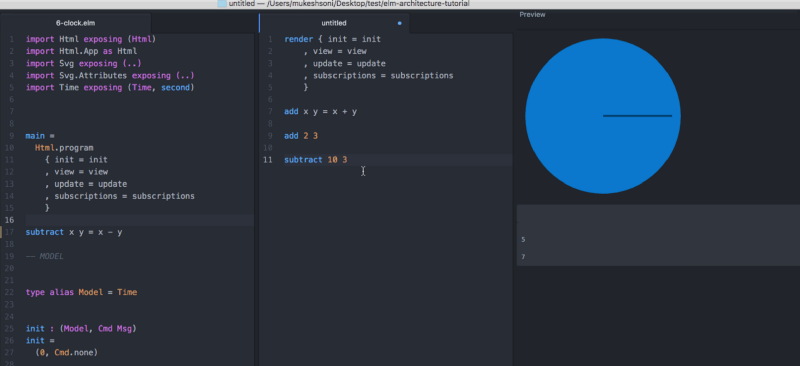 untitled — /Users/mukeshsoni/Desktop/test/elm-architecture-tutorial
6-clock.elm
1 import Html exposing (Html)
2 import Html.App as Html
3 import Svg exposing (..)
4 import Svg.Attributes exposing (..)
5 import Time exposing (Time, second)
6
7
8
9 main =
10 Html.program
11 { init = init
12 , view = view
13 , update = update
14 , subscriptions = subscriptions
15 }
16
17 subtract x y = x - y
18
19 -- MODEL
20
21
22 type alias Model = Time
23
24
25 init : (Model, Cmd Msg)
26 init =
27 (0, Cmd.none)
28
untitled
1 render { init = init
2 , view = view
3 , update = update
4 , subscriptions = subscriptions
5 }
6
7 add x y = x + y
8
9 add 2 3
10
11 subtract 10 3
Preview
5
7